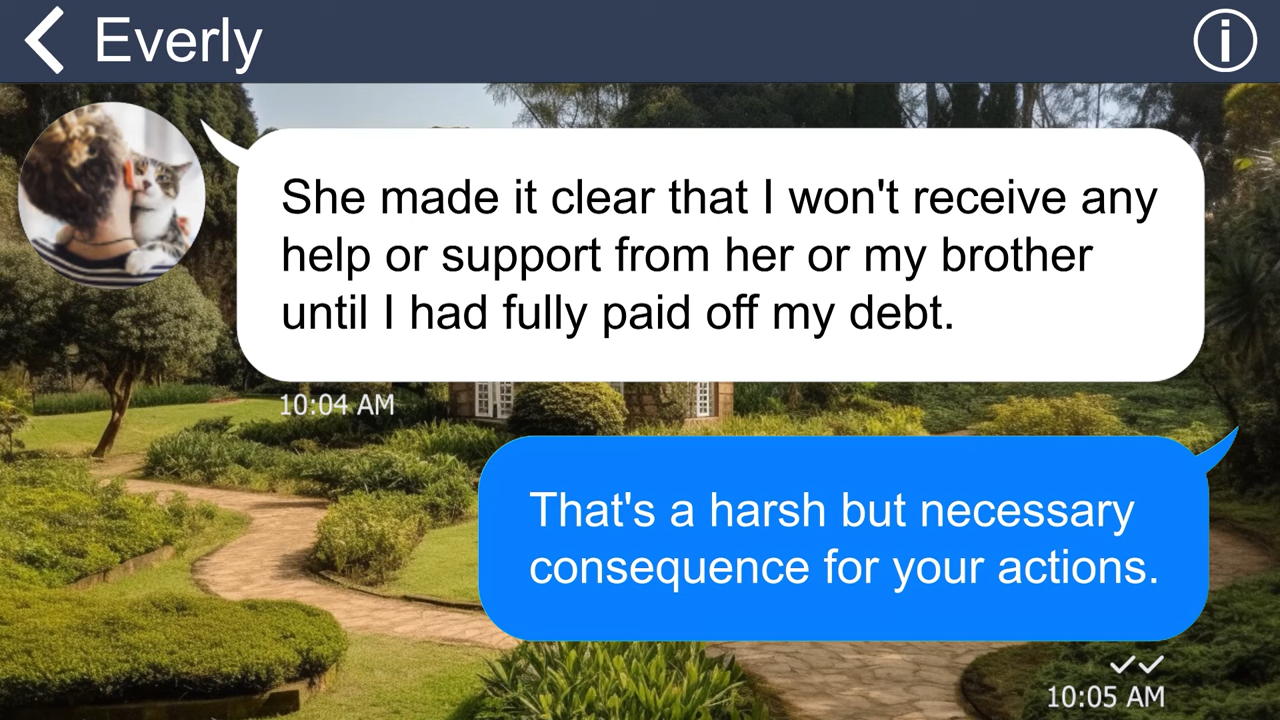 Everly
She made it clear that I won't receive any
help or support from her or my brother
until I had fully paid off my debt.
10:04 AM
That's a harsh but necessary
consequence for your actions.
10:05 AM